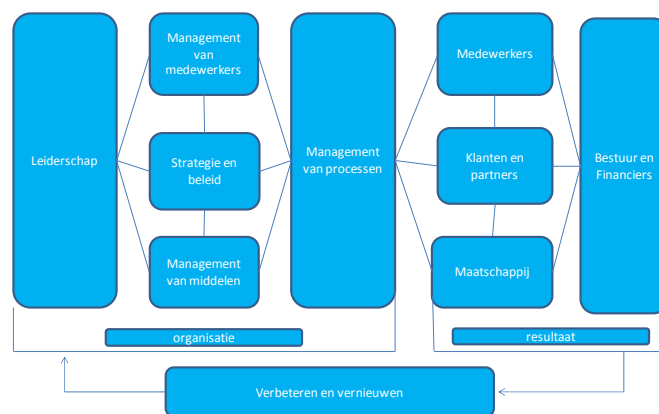 Leiderschap
Management
van
medewerkers
Strategie en
beleid
Management
van middelen
Management
van processen
Medewerkers
Klanten en
partners
Maatschappij
Bestuur en
Financiers
organisatie
resultaat
Verbeteren en vernieuwen